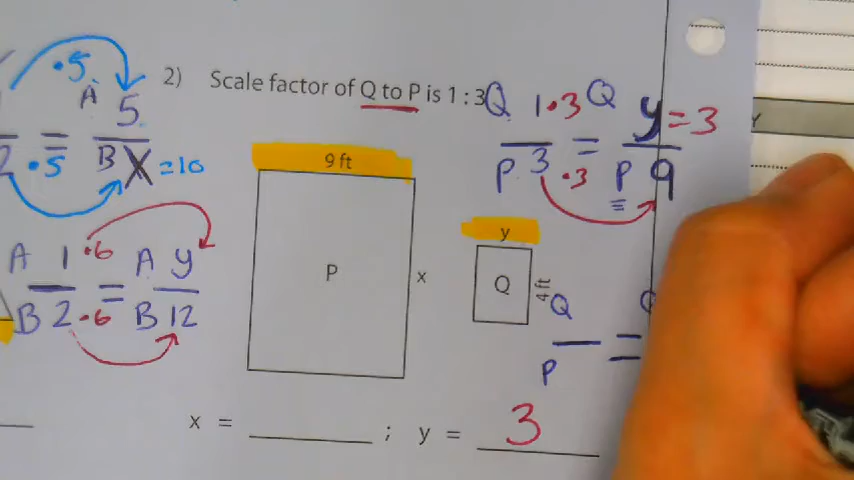 2) Scale factor of Q to P is 1 : 3
Q 1 · 3 Q y = 3
P 3 · 3 = P 9
· 5
A 5
2 · 5 = B X = 10
9 ft
P
x
y
Q
4 ft
A 1 · 6 = A y
B 2 · 6 B 12
Q
P =
x = ; y = 3